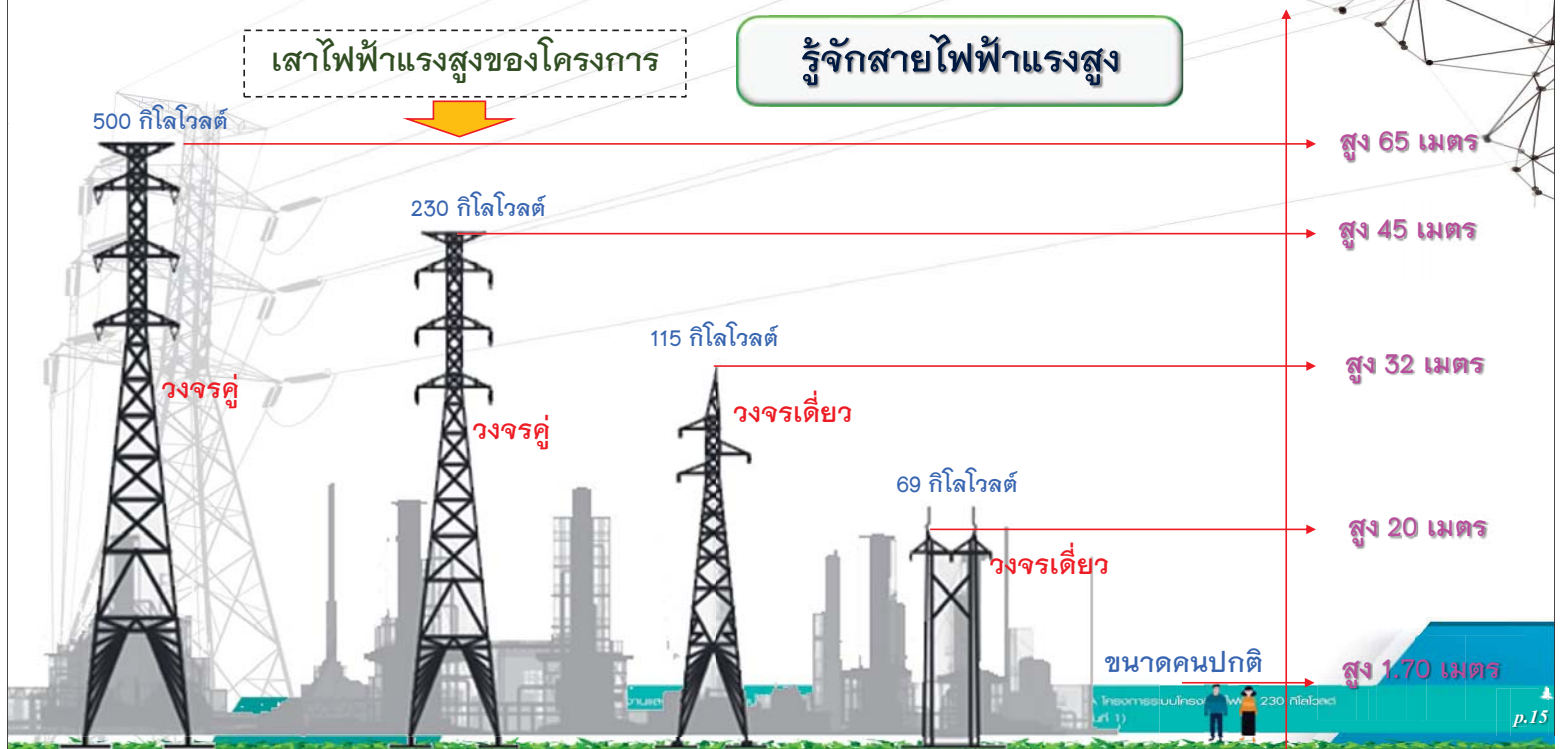 เสาไฟฟ้าแรงสูงของโครงการ
รู้จักสายไฟฟ้าแรงสูง
500 กิโลโวลต์
สูง 65 เมตร
230 กิโลโวลต์
สูง 45 เมตร
115 กิโลโวลต์
สูง 32 เมตร
วงจรคู่
วงจรคู่
วงจรเดี่ยว
69 กิโลโวลต์
สูง 20 เมตร
วงจรเดี่ยว
ขนาดคนปกติ
สูง 1.70 เมตร
230 กิโลโวลต์
p.15